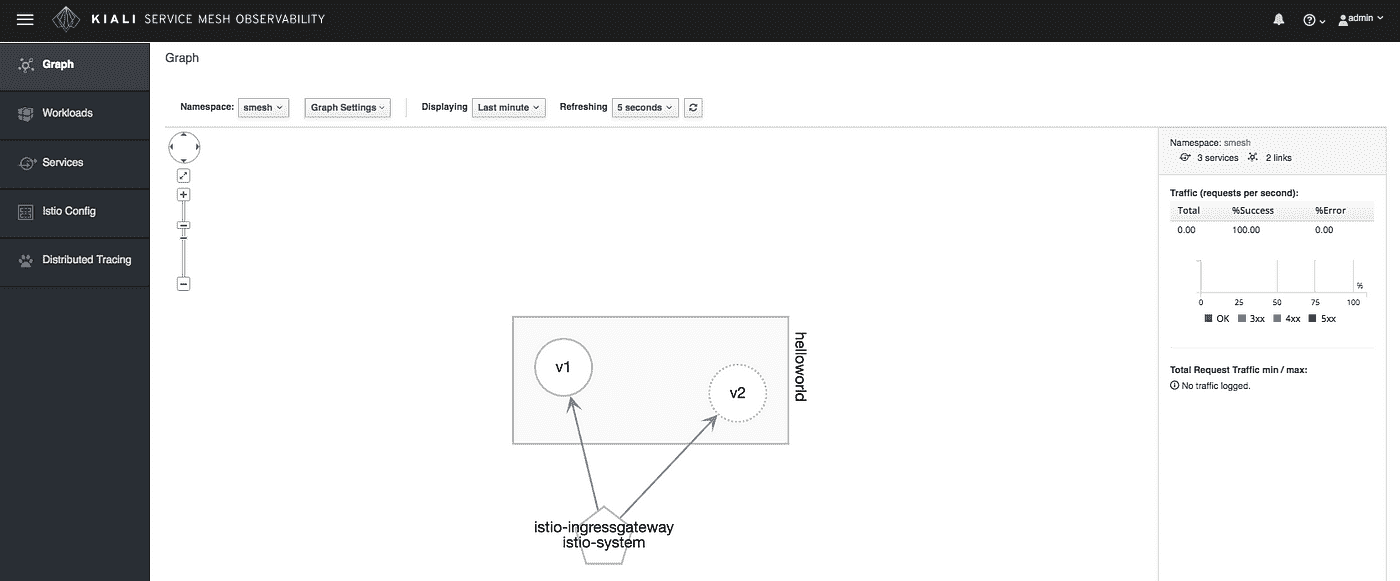 KIALI SERVICE MESH OBSERVABILITY
admin
Graph
Workloads
Services
Istio Config
Distributed Tracing
Graph
Namespace: smesh Graph Settings Displaying Last minute Refreshing 5 seconds
v1
v2
helloworld
istio-ingressgateway
istio-system
Namespace: smesh
3 services 2 links
Traffic (requests per second):
Total %Success %Error
0.00 100.00 0.00
%
0 25 50 75 100
OK 3xx 4xx 5xx
Total Request Traffic min / max:
No traffic logged.